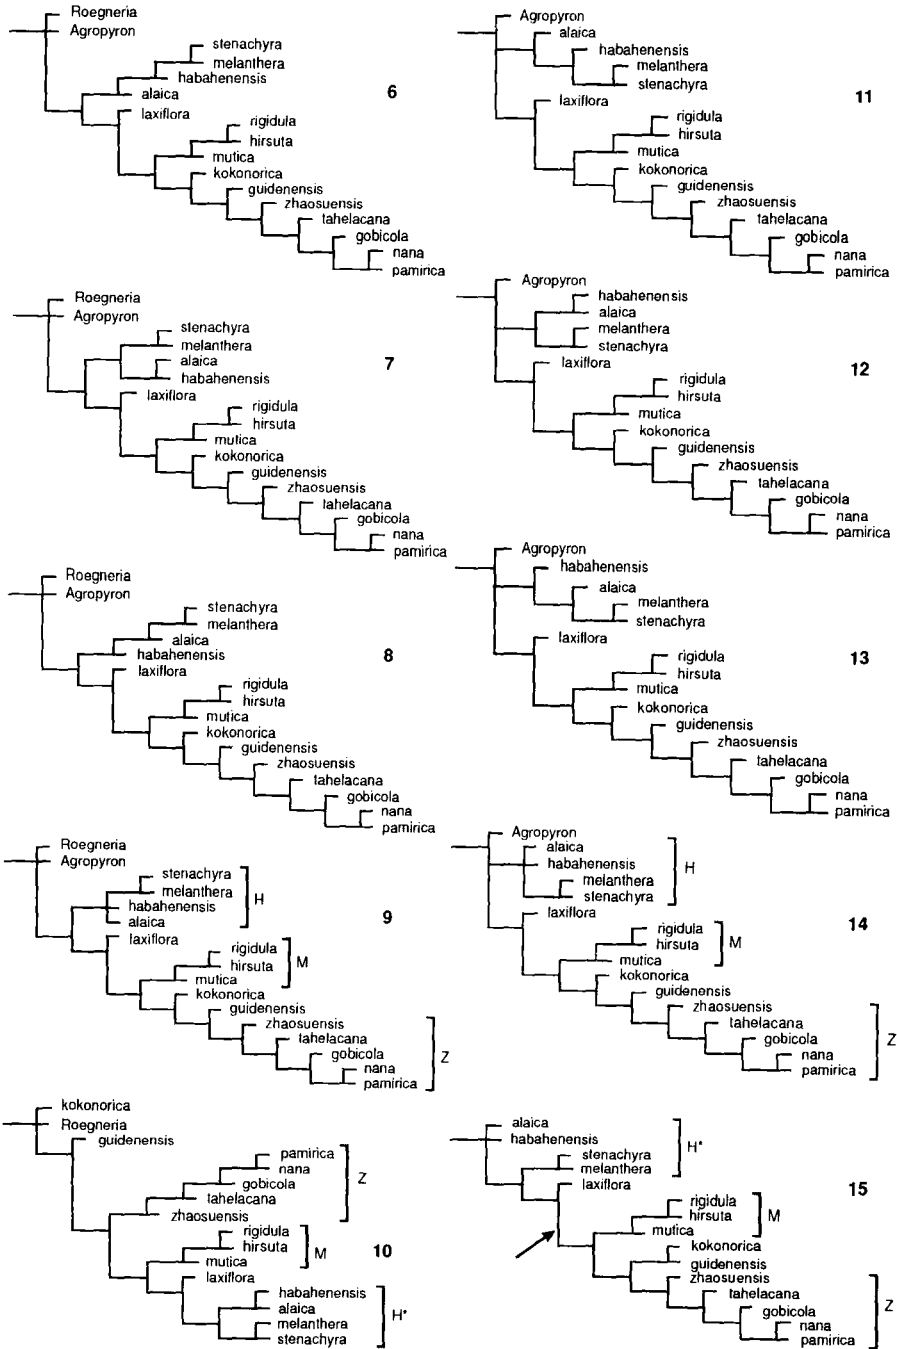 Roegneria
Agropyron
stenachyra
melanthera
habahenensis
alaica
6
laxiflora
rigidula
hirsuta
mutica
kokonorica
guidenensis
zhaosuensis
tahelacana
gobicola
nana
pamirica
Roegneria
Agropyron
stenachyra
melanthera
alaica
7
habahensis
laxiflora
rigidula
hirsuta
mutica
kokonorica
guidenensis
zhaosuensis
tahelacana
gobicola
nana
pamirica
Roegneria
Agropyron
stenachyra
melanthera
alaica
habahenensis
8
laxiflora
rigidula
hirsuta
mutica
kokonorica
guidenensis
zhaosuensis
tahelacana
gobicola
nana
pamirica
Roegneria
Agropyron
stenachyra
melanthera
H
habahenensis
9
alaica
laxiflora
rigidula
M
hirsuta
mutica
kokonorica
guidenensis
zhaosuensis
tahelacana
gobicola
Z
nana
pamirica
kokonorica
Roegneria
guidenensis
pamirica
nana
Z
gobicola
tahelacana
zhaosuensis
rigidula
hirsuta
M
10
mutica
laxiflora
habahenensis
alaica
H*
melanthera
stenachyra
Agropyron
alaica
habahenensis
melanthera
stenachyra
11
laxiflora
rigidula
hirsuta
mutica
kokonorica
guidenensis
zhaosuensis
tahelacana
gobicola
nana
pamirica
Agropyron
habahenensis
alaica
melanthera
stenachyra
laxiflora
12
rigidula
hirsuta
mutica
kokonorica
guidenensis
zhaosuensis
tahelacana
gobicola
nana
pamirica
Agropyron
habahenensis
alaica
melanthera
stenachyra
laxiflora
13
rigidula
hirsuta
mutica
kokonorica
guidenensis
zhaosuensis
tahelacana
gobicola
nana
pamirica
Agropyron
alaica
habahenensis
H
melanthera
stenachyra
laxiflora
14
rigidula
hirsuta
M
mutica
kokonorica
guidenensis
zhaosuensis
tahelacana
gobicola
Z
nana
pamirica
alaica
habahenensis
H*
stenachyra
melanthera
laxiflora
15
rigidula
hirsuta
M
mutica
kokonorica
guidenensis
zhaosuensis
tahelacana
gobicola
Z
nana
pamirica